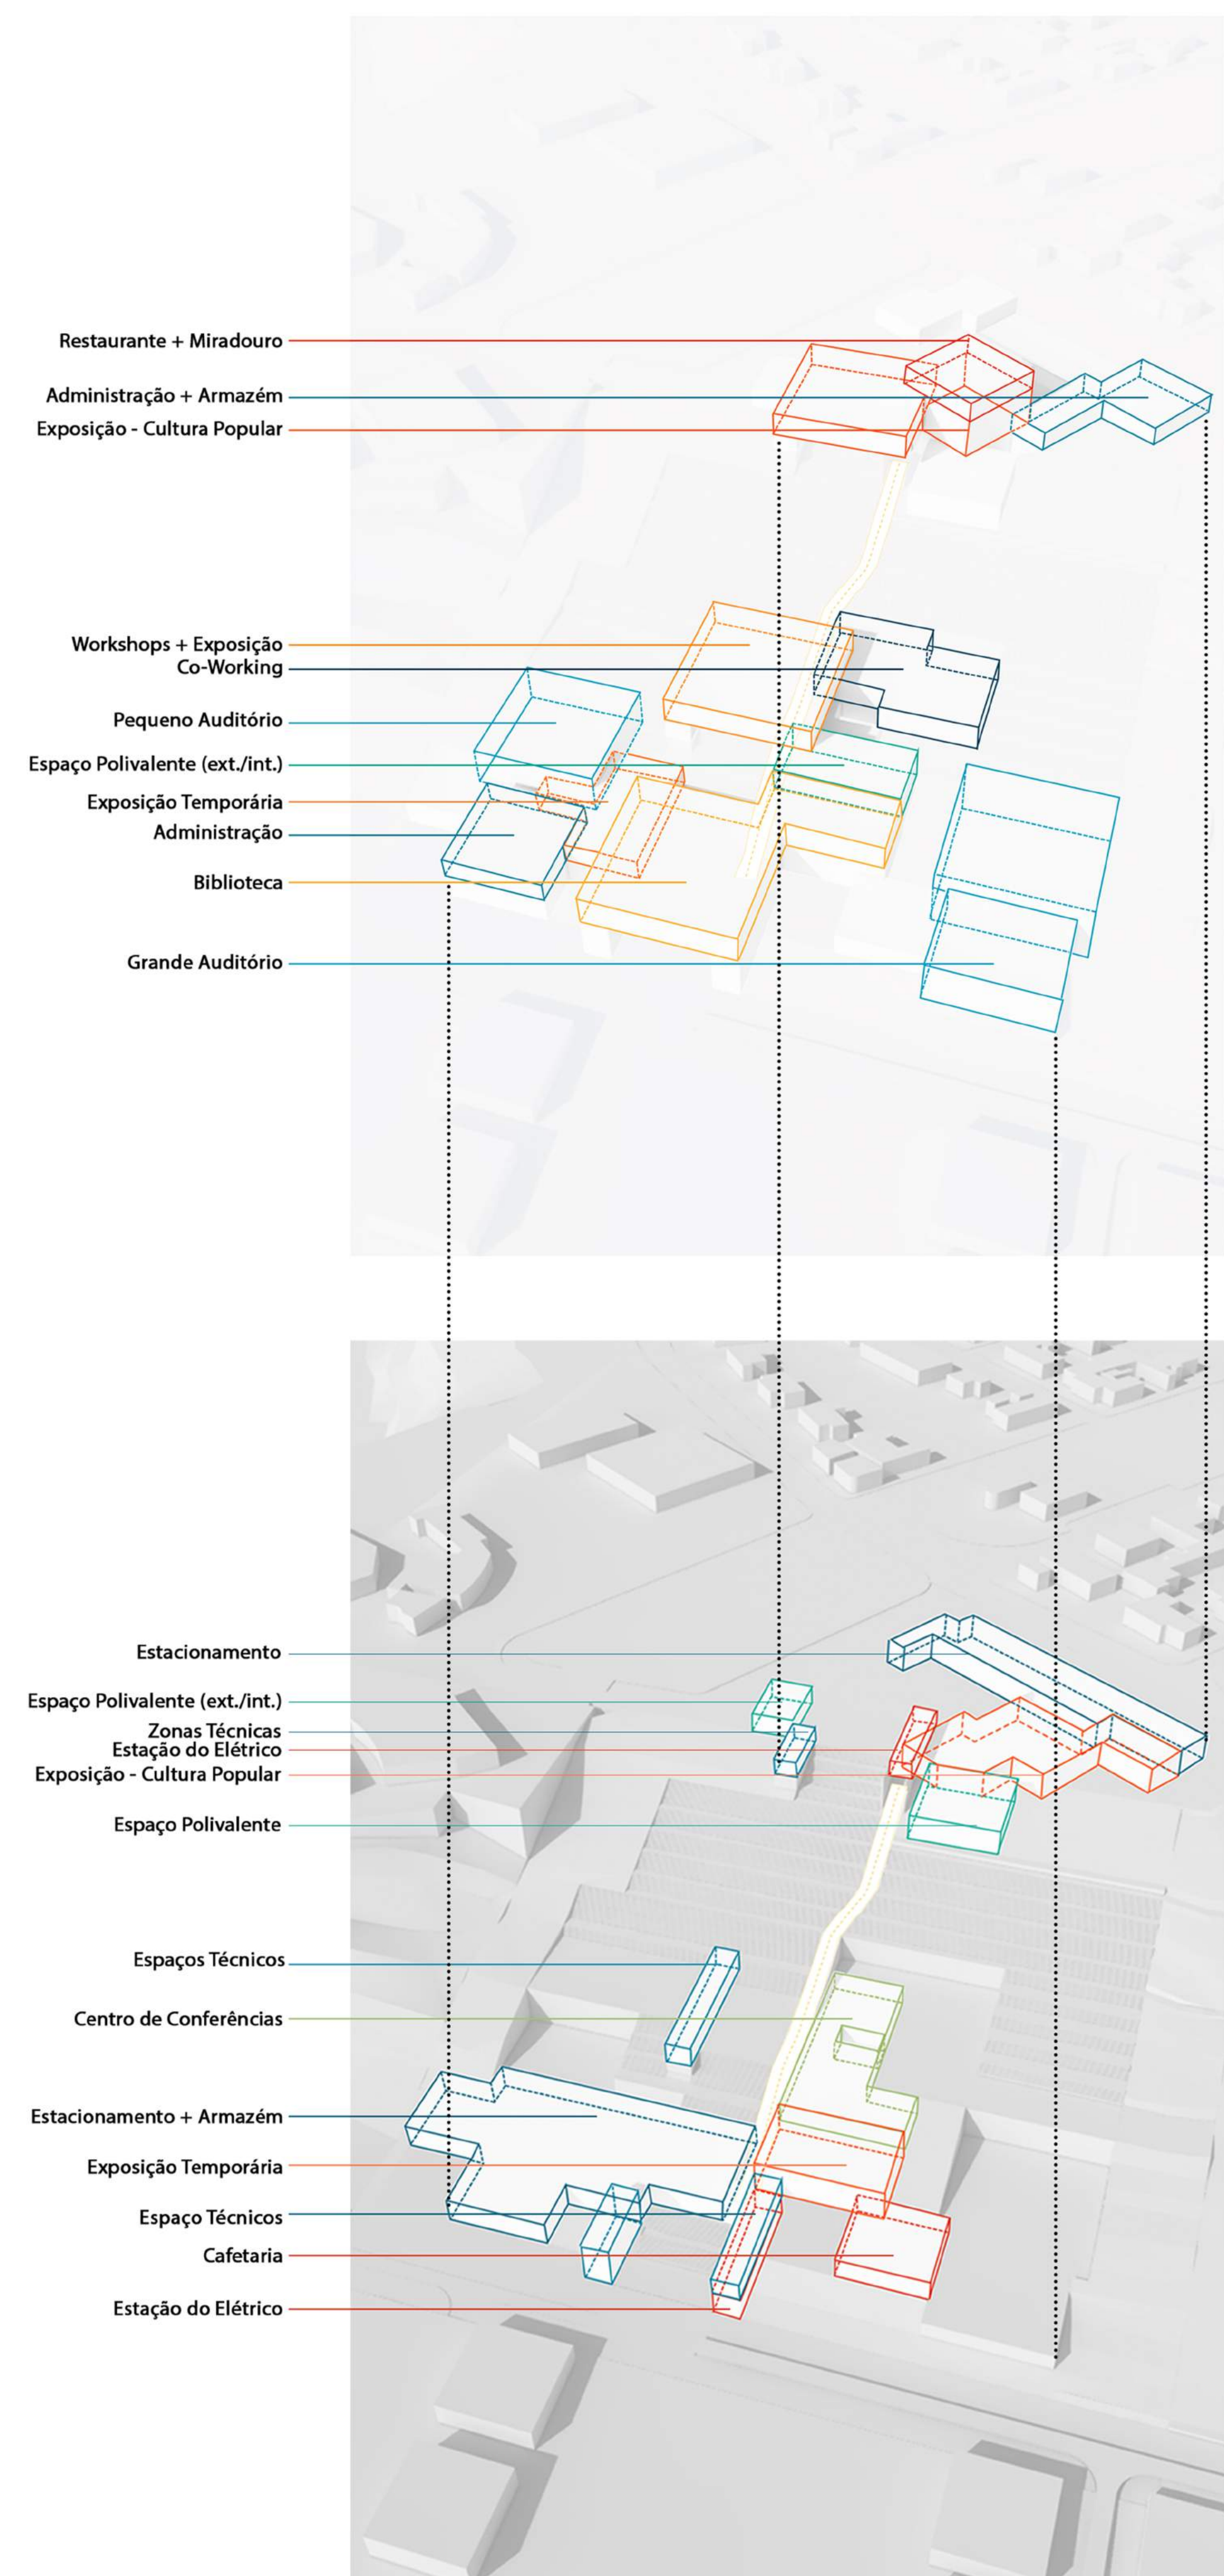 Restaurante + Miradouro
Administração + Armazém
Exposição - Cultura Popular
Workshops + Exposição
Co-Working
Pequeno Auditório
Espaço Polivalente (ext./int.)
Exposição Temporária
Administração
Biblioteca
Grande Auditório
Estacionamento
Espaço Polivalente (ext./int.)
Zonas Técnicas
Estação do Elétrico
Exposição - Cultura Popular
Espaço Polivalente
Espaços Técnicos
Centro de Conferências
Estacionamento + Armazém
Exposição Temporária
Espaço Técnicos
Cafetaria
Estação do Elétrico